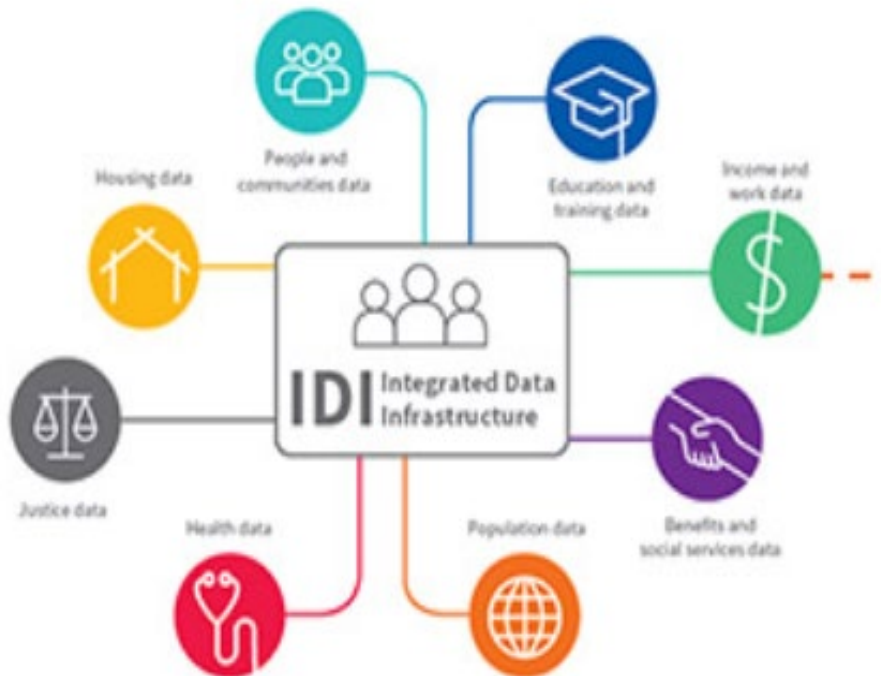 People and
communities data
Education and
training data
Housing data
Income and
work data
IDI Integrated Data
Infrastructure
Justice data
Health data
Population data
Benefits and
social services data